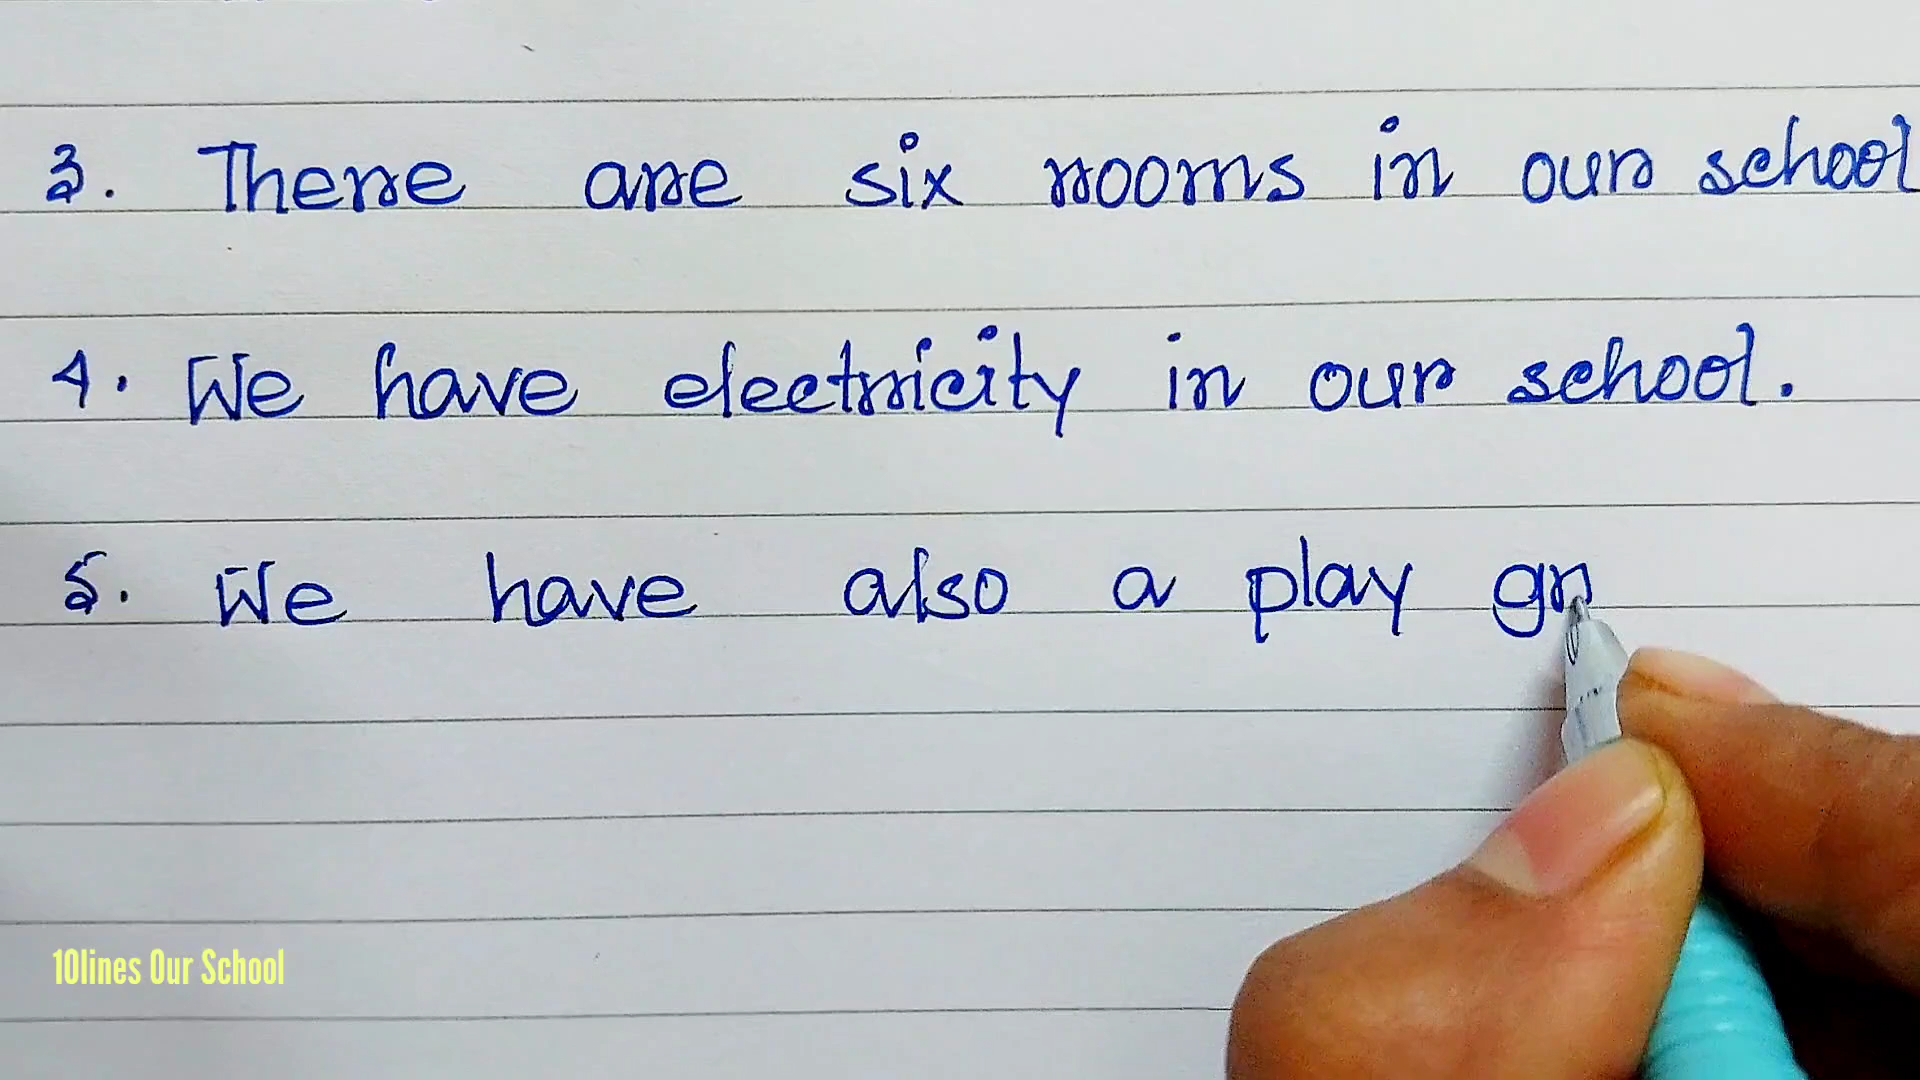 3. There are six rooms in our school
4. We have electricity in our school.
5. We have also a play gr
10lines Our School